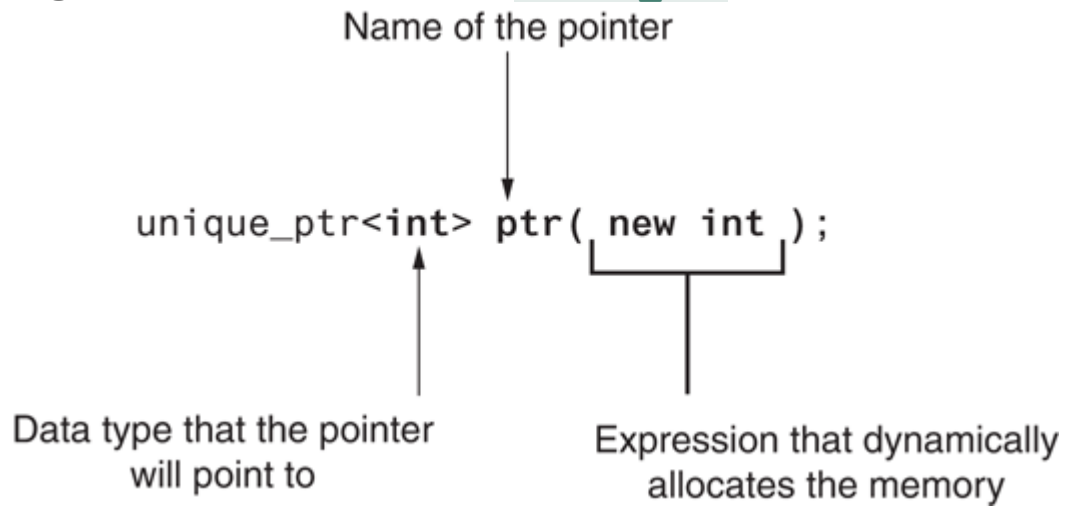 Name of the pointer
unique_ptr<int> ptr( new int );
Data type that the pointer
will point to
Expression that dynamically
allocates the memory